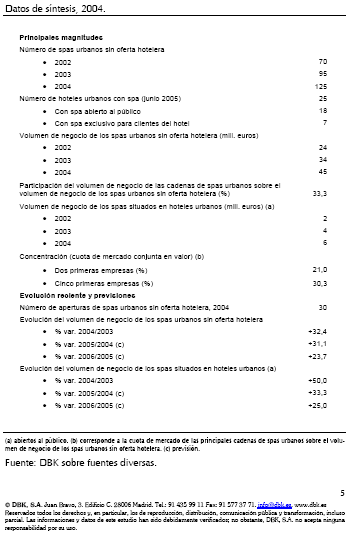 Datos de síntesis, 2004.
Principales magnitudes
Número de spas urbanos sin oferta hotelera
• 2002 70
• 2003 95
• 2004 125
Número de hoteles urbanos con spa (junio 2005) 25
• Con spa abierto al público 18
• Con spa exclusivo para clientes del hotel 7
Volumen de negocio de los spas urbanos sin oferta hotelera (mill. euros)
• 2002 24
• 2003 34
• 2004 45
Participación del volumen de negocio de las cadenas de spas urbanos sobre el
volumen de negocio de los spas urbanos sin oferta hotelera (%) 33,3
Volumen de negocio de los spas situados en hoteles urbanos (mill. euros) (a)
• 2002 2
• 2003 4
• 2004 6
Concentración (cuota de mercado conjunta en valor) (b)
• Dos primeras empresas (%) 21,0
• Cinco primeras empresas (%) 30,3
Evolución reciente y previsiones
Número de aperturas de spas urbanos sin oferta hotelera, 2004 30
Evolución del volumen de negocio de los spas urbanos sin oferta hotelera
• % var. 2004/2003 +32,4
• % var. 2005/2004 (c) +31,1
• % var. 2006/2005 (c) +23,7
Evolución del volumen de negocio de los spas situados en hoteles urbanos (a)
• % var. 2004/2003 +50,0
• % var. 2005/2004 (c) +33,3
• % var. 2006/2005 (c) +25,0
(a) abiertos al público. (b) corresponde a la cuota de mercado de las principales cadenas de spas urbanos sobre el volu-
men de negocio de los spas urbanos sin oferta hotelera. (c) previsión.
Fuente: DBK sobre fuentes diversas.
5
© DBK, S.A. Juan Bravo, 3. Edificio C. 28006 Madrid. Tel.: 91 435 99 11 Fax: 91 577 37 71. info@dbk.es, www.dbk.es
Reservados todos los derechos y, en particular, los de reproducción, distribución, comunicación pública y transformación, incluso
parcial. Las informaciones y datos de este estudio han sido debidamente verificados; no obstante, DBK, S.A. no acepta ninguna
responsabilidad por su uso.